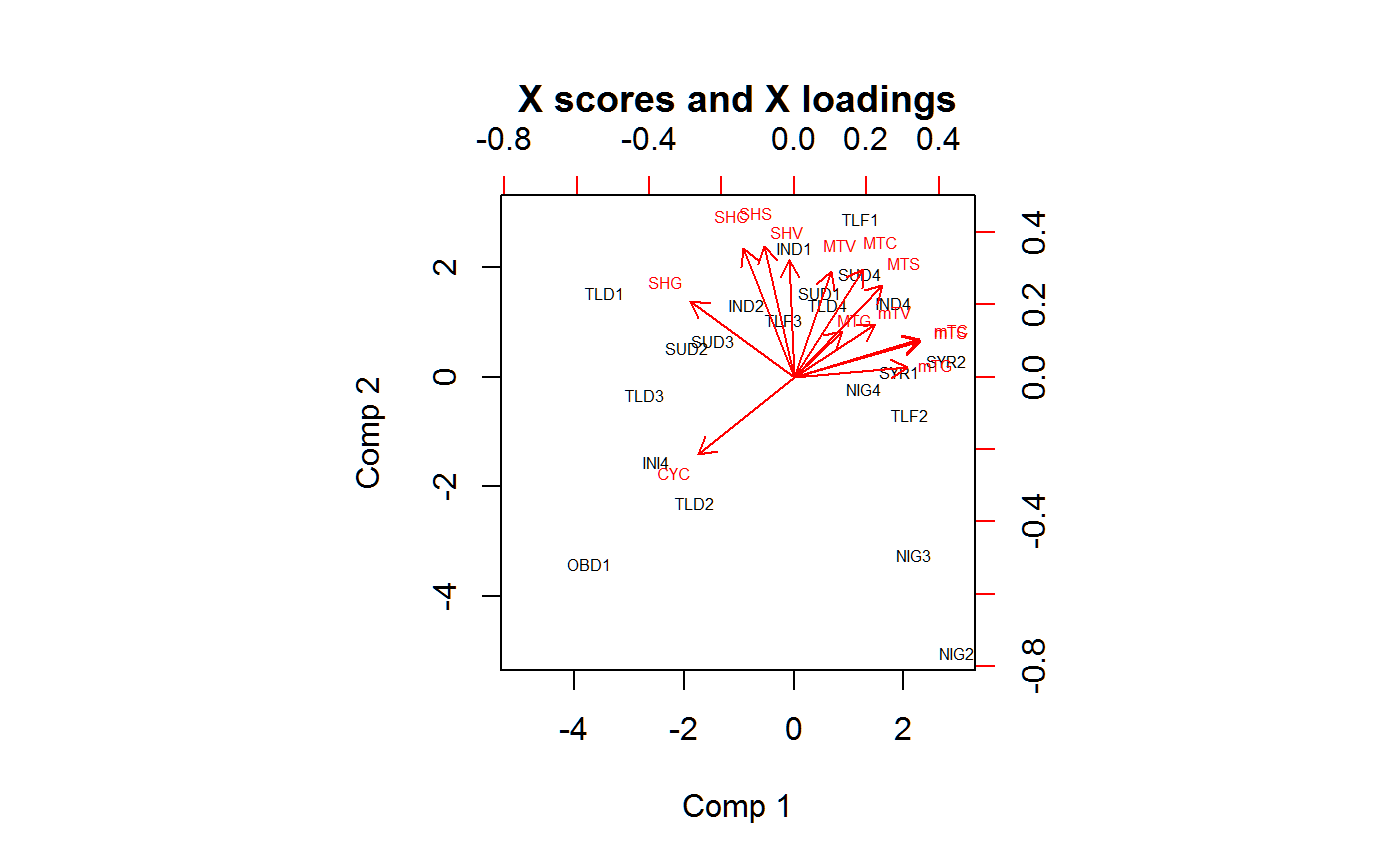 X scores and X loadings
-0.8 -0.4 0.0 0.2 0.4
SHC SHS TLF1
SHV MTV MTC
IND1
MTS
SUD4
SHG
TLD1 SUD1
IND2 TLD4 IND4
mTV
TLF3 MTG
mTC
mTS
SUD3
SUD2
SYR2
SYR1 mTG
TLD3 NIG4
TLF2
INI4
CYC
TLD2
NIG3
OBD1
NIG2
2
0
-2
-4
Comp 2
0.4
0.2
0.0
-0.4
-0.8
-4 -2 0 2
Comp 1